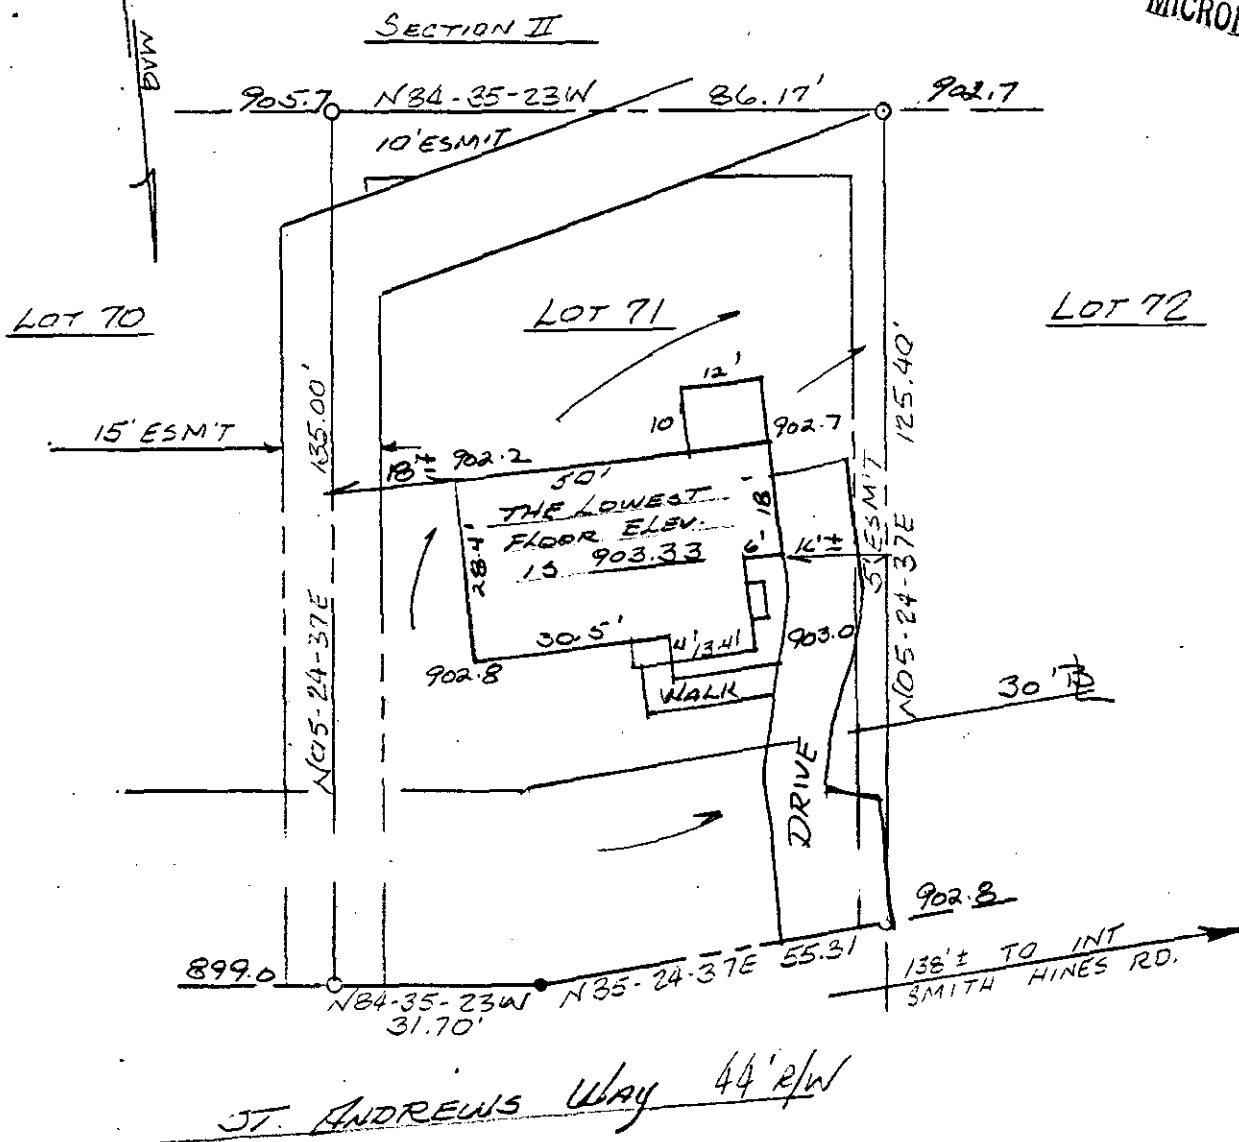 SECTION II
905.7 N84-35-23W 86.17' 902.7
10' ESM'T
LOT 70
LOT 71
LOT 72
12'
10
902.7
15' ESM'T
135.00'
125.40'
18'±
902.2
50'
THE LOWEST
FLOOR ELEV.
IS 903.33
28.4'
18'
6'
16'±
5' ESM'T
30.5'
4'
13.4'
903.0
902.8
WALK
N05-24-37E
N05-24-37E
30'
DRIVE
902.8
899.0
N84-35-23W
31.70'
N35-24-37E 55.31
138'± TO INT
SMITH HINES RD.
ST. ANDREWS WAY 44' R/W